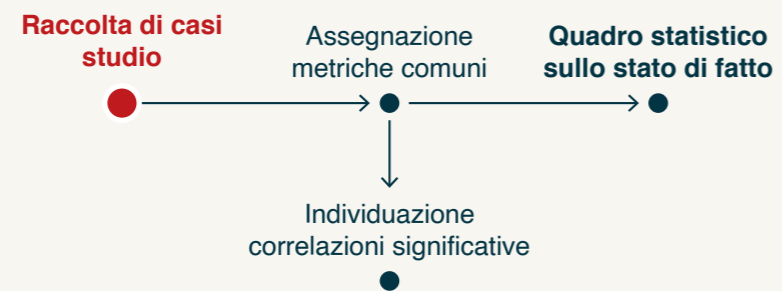 Raccolta di casi
studio
Assegnazione
metriche comuni
Quadro statistico
sullo stato di fatto
Individuazione
correlazioni significative